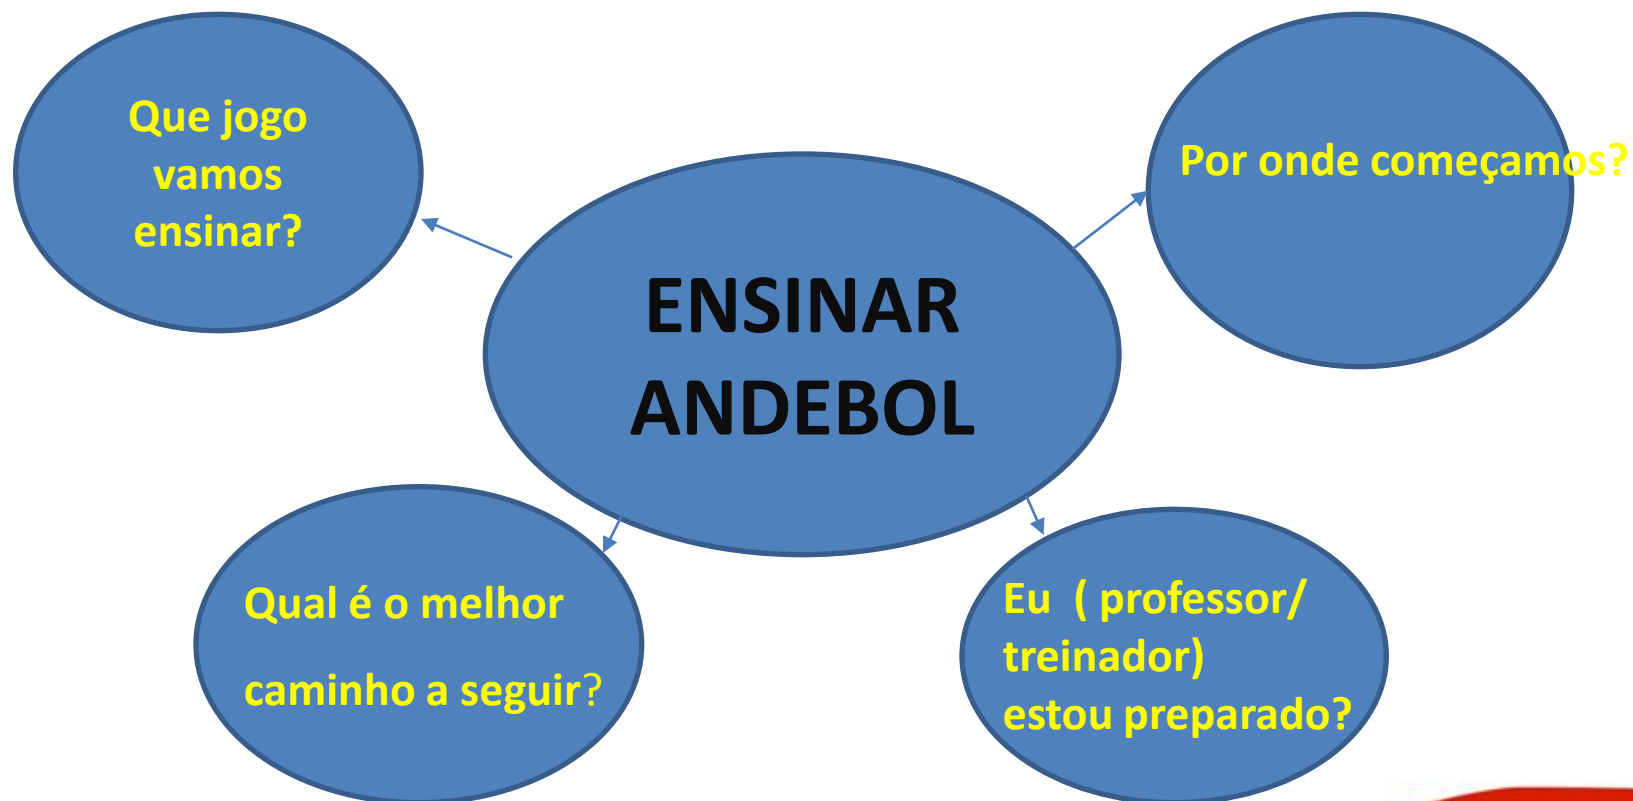 Que jogo
vamos
ensinar?
Por onde começamos?
ENSINAR
ANDEBOL
Qual é o melhor
caminho a seguir?
Eu  ( professor/
treinador)
estou preparado?